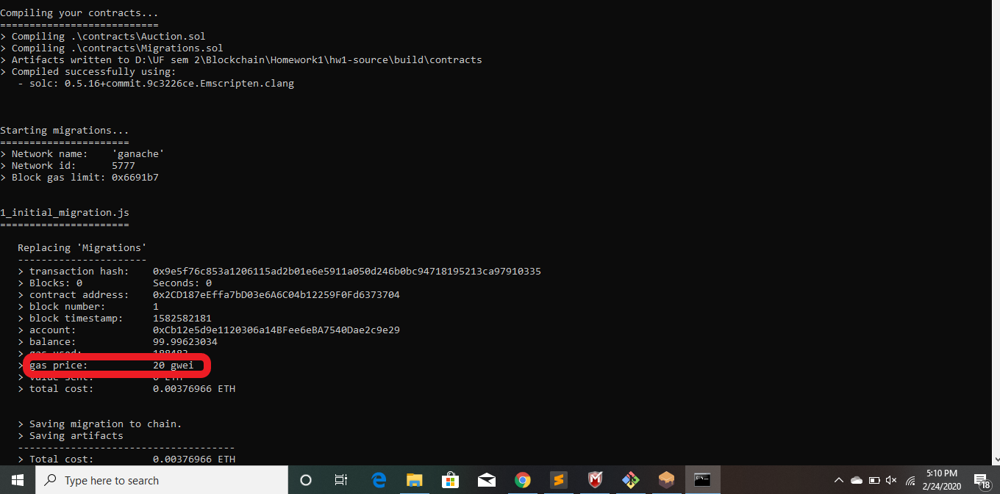 Compiling your contracts...
===========================
> Compiling .\contracts\Auction.sol
> Compiling .\contracts\Migrations.sol
> Artifacts written to D:\UF sem 2\Blockchain\Homework1\hw1-source\build\contracts
> Compiled successfully using:
- solc: 0.5.16+commit.9c3226ce.Emscripten.clang
Starting migrations...
======================
> Network name: 'ganache'
> Network id: 5777
> Block gas limit: 0x6691b7
1_initial_migration.js
======================
Replacing 'Migrations'
----------------------
> transaction hash: 0x9e5f76c853a1206115ad2b01e6e5911a050d246b0bc94718195213ca97910335
> Blocks: 0 Seconds: 0
> contract address: 0x2CD187eEffa7bD03e6A6C04b12259F0Fd6373704
> block number: 1
> block timestamp: 1582582181
> account: 0xCb12e5d9e1120306a14BFee6eBA7540Dae2c9e29
> balance: 99.99623034
> gas used: 188483
> gas price: 20 gwei
> value sent: 0 ETH
> total cost: 0.00376966 ETH
> Saving migration to chain.
> Saving artifacts
-------------------------------------
> Total cost: 0.00376966 ETH
Type here to search
5:10 PM
2/24/2020
18